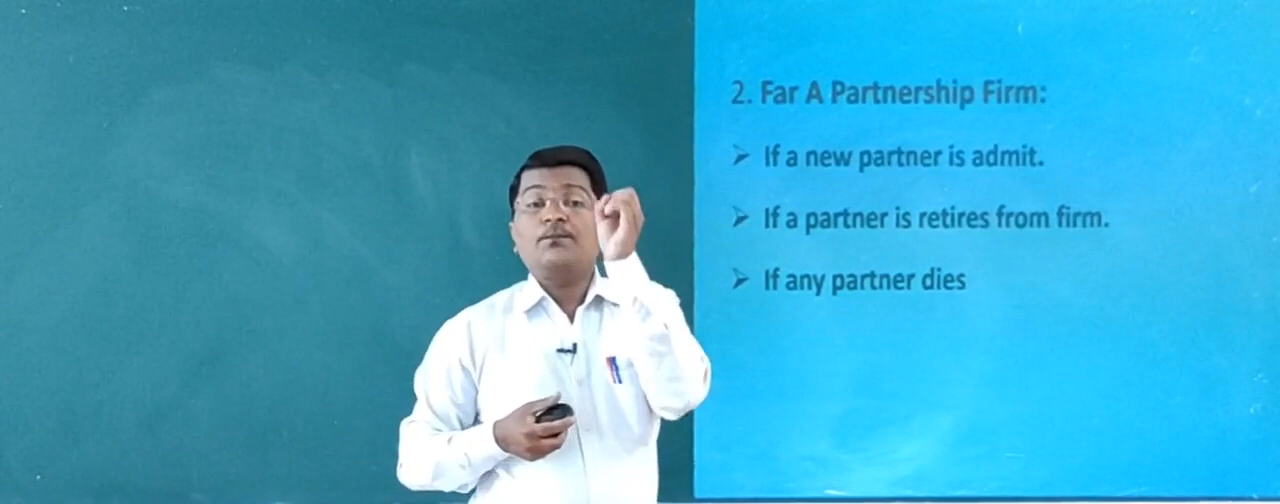 2. Far A Partnership Firm:
➢ If a new partner is admit.
➢ If a partner is retires from firm.
➢ If any partner dies